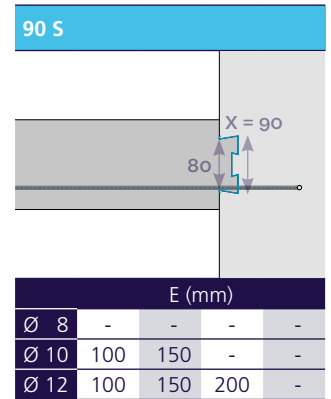 90 S
X = 90
80
E (mm)
Ø 8 - - - -
Ø 10 100 150 - -
Ø 12 100 150 200 -